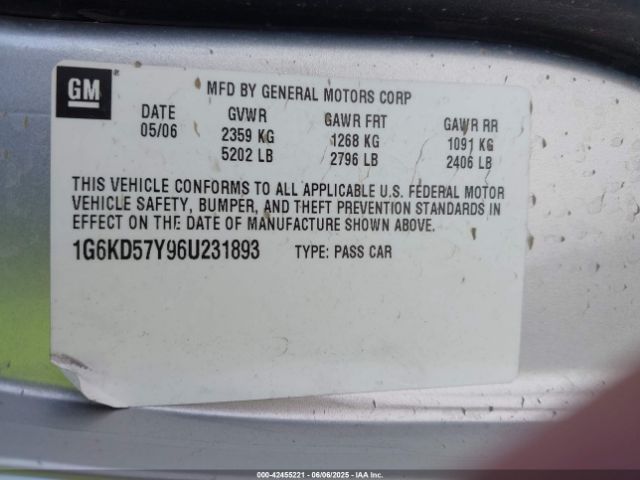 GM
MFD BY GENERAL MOTORS CORP
DATE GVWR GAWR FRT GAWR RR
05/06 2359 KG 1268 KG 1091 KG
5202 LB 2796 LB 2406 LB
THIS VEHICLE CONFORMS TO ALL APPLICABLE U.S. FEDERAL MOTOR
VEHICLE SAFETY, BUMPER, AND THEFT PREVENTION STANDARDS IN
EFFECT ON THE DATE OF MANUFACTURE SHOWN ABOVE.
1G6KD57Y96U231893 TYPE: PASS CAR
000-42455221 - 06/06/2025 - IAA Inc.